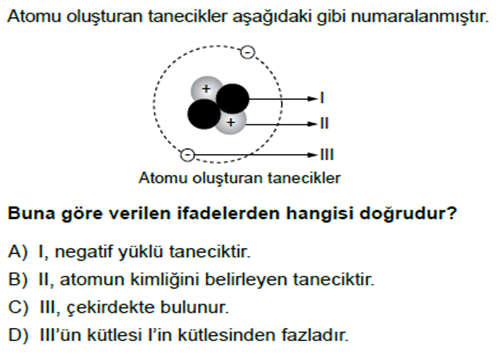 Atomu oluşturan tanecikler aşağıdaki gibi numaralanmıştır.
-
+
I
+
II
-
III
Atomu oluşturan tanecikler
Buna göre verilen ifadelerden hangisi doğrudur?
A) I, negatif yüklü taneciktir.
B) II, atomun kimliğini belirleyen taneciktir.
C) III, çekirdekte bulunur.
D) III'ün kütlesi I'in kütlesinden fazladır.